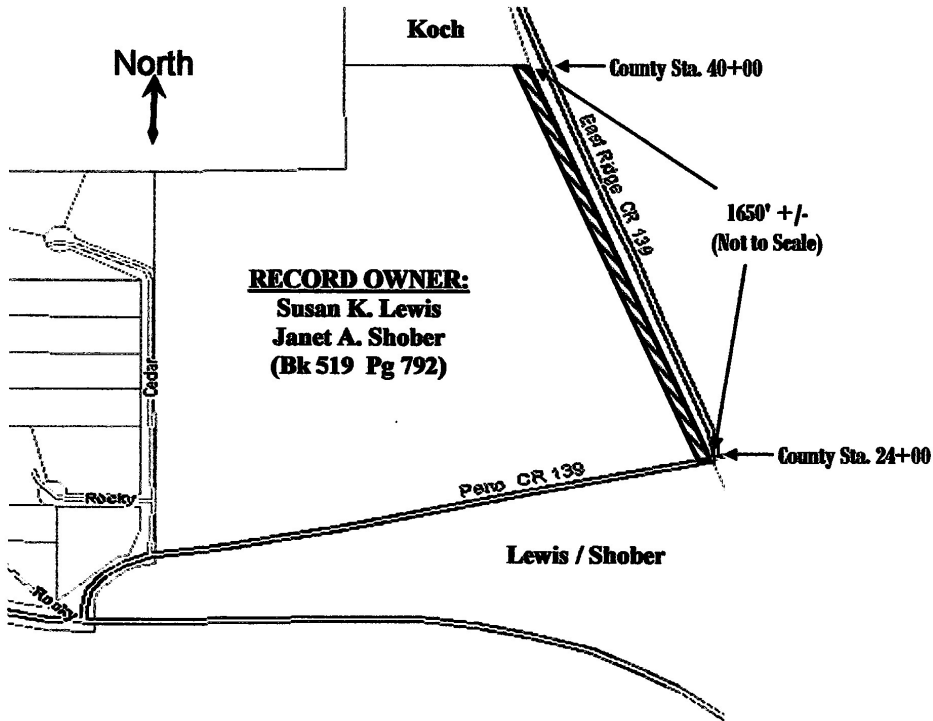 Koch
North
County Sta. 40+00
East Ridge CR 139
1650' +/-
(Not to Scale)
RECORD OWNER:
Susan K. Lewis
Janet A. Shober
(Bk 519 Pg 792)
Cedar
County Sta. 24+00
Peno CR 139
Rocky
Lewis / Shober
Rocky